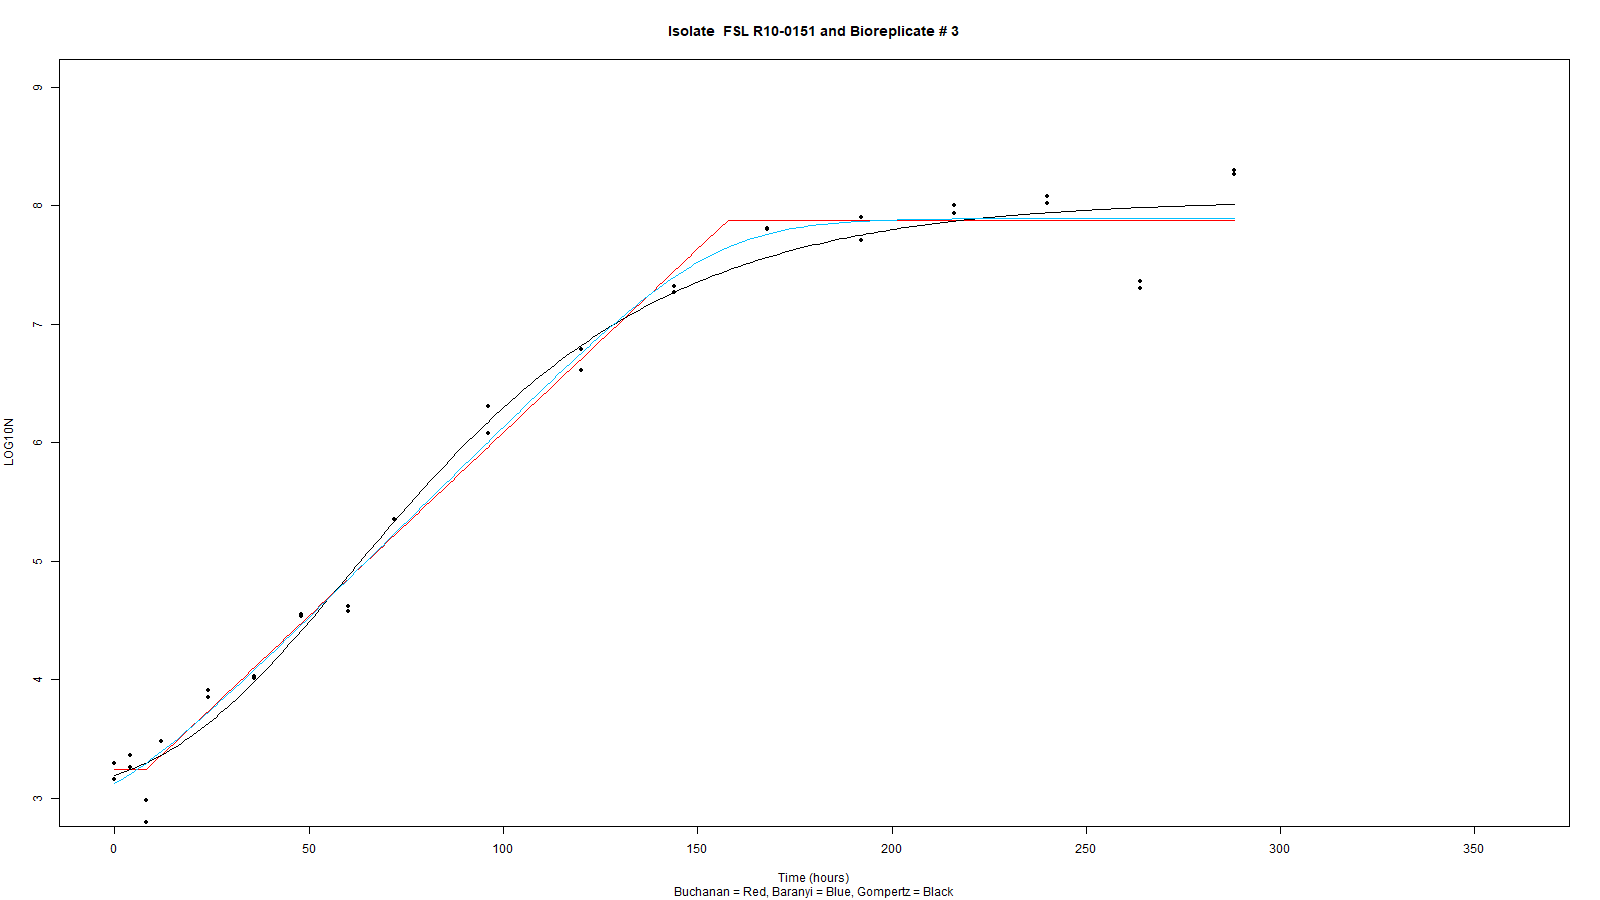 Isolate  FSL R10-0151 and Bioreplicate # 3
LOG10N
9
8
7
6
5
4
3
0 50 100 150 200 250 300 350
Time (hours)
Buchanan = Red, Baranyi = Blue, Gompertz = Black